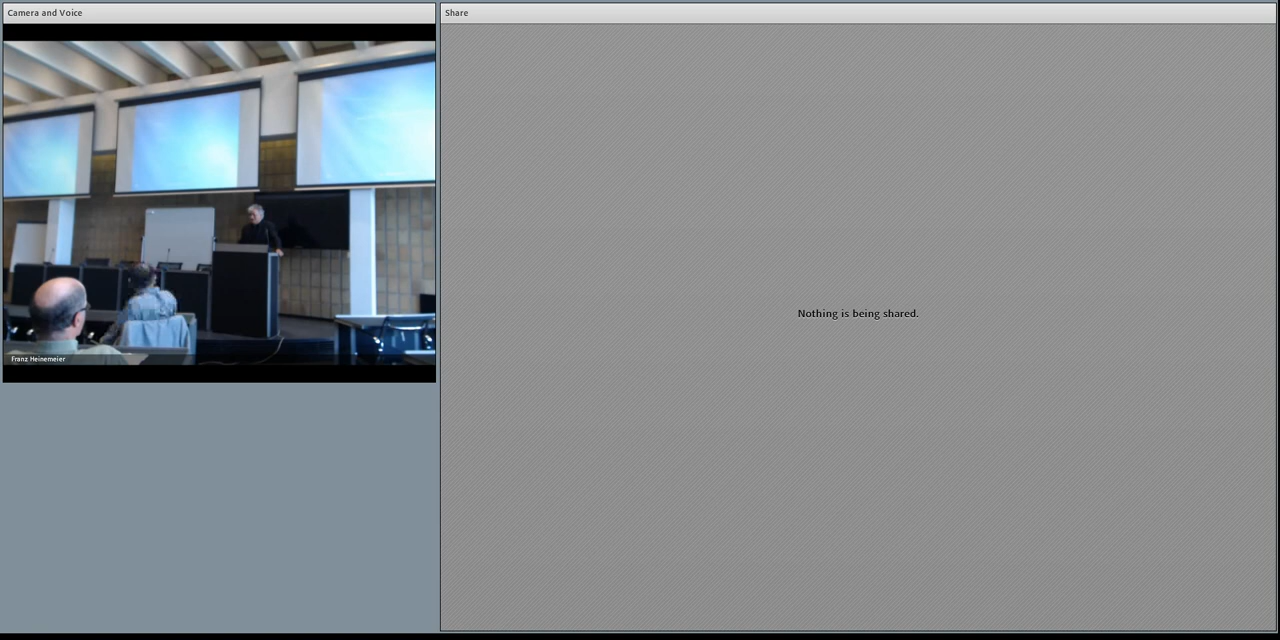 Camera and Voice
Share
Nothing is being shared.
Franz Heinemeier